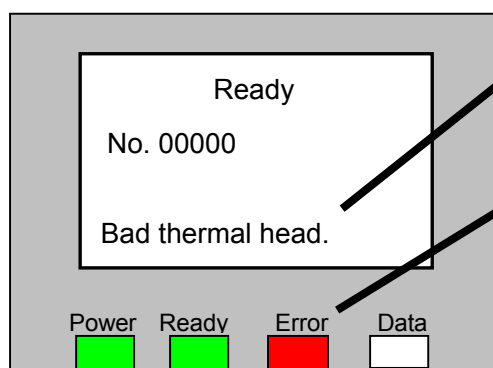 Ready
No. 00000
Bad thermal head.
Power Ready Error Data